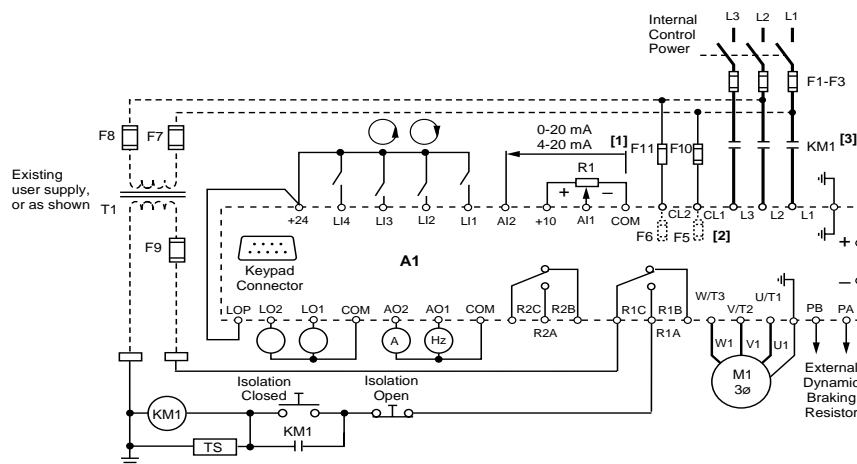 Internal
Control
Power
L3 L2 L1
F1-F3
F8 F7
0-20 mA
4-20 mA
[1]
F11 F10
KM1 [3]
R1
+ –
Existing
user supply,
or as shown
T1
+24 LI4 LI3 LI2 LI1 AI2 +10 AI1 COM CL2 CL1 L3 L2 L1
F6 F5 [2]
F9
Keypad
Connector
A1
+
–
LOP LO2 LO1 COM AO2 AO1 COM R2C R2B R1C R1B W/T3 V/T2 U/T1 PB PA
R2A R1A
A Hz
W1 V1 U1
M1
3ø
External
Dynamic
Braking
Resistor
Isolation
Closed
Isolation
Open
KM1
KM1
TS